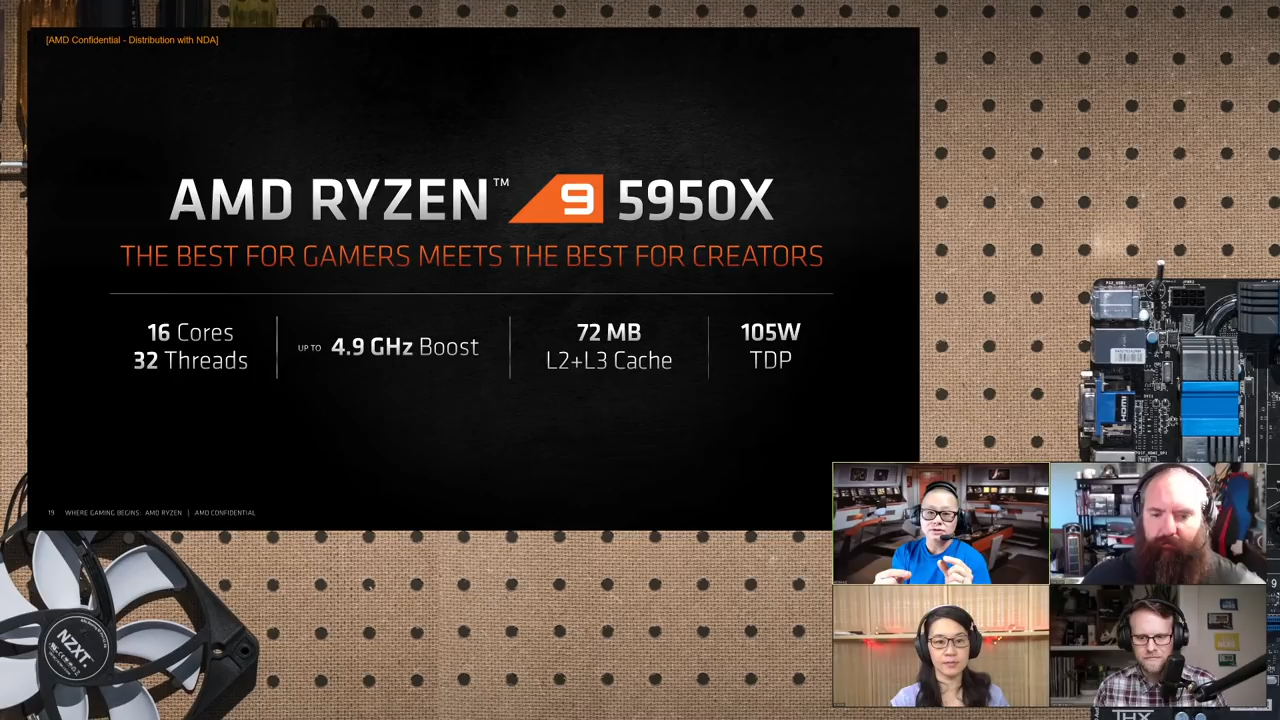 [AMD Confidential - Distribution with NDA]
AMD RYZEN™ 9 5950X
THE BEST FOR GAMERS MEETS THE BEST FOR CREATORS
16 Cores
32 Threads
UP TO 4.9 GHz Boost
72 MB
L2+L3 Cache
105W
TDP
19 WHERE GAMING BEGINS: AMD RYZEN | AMD CONFIDENTIAL
HDMI
NZXT.
THX